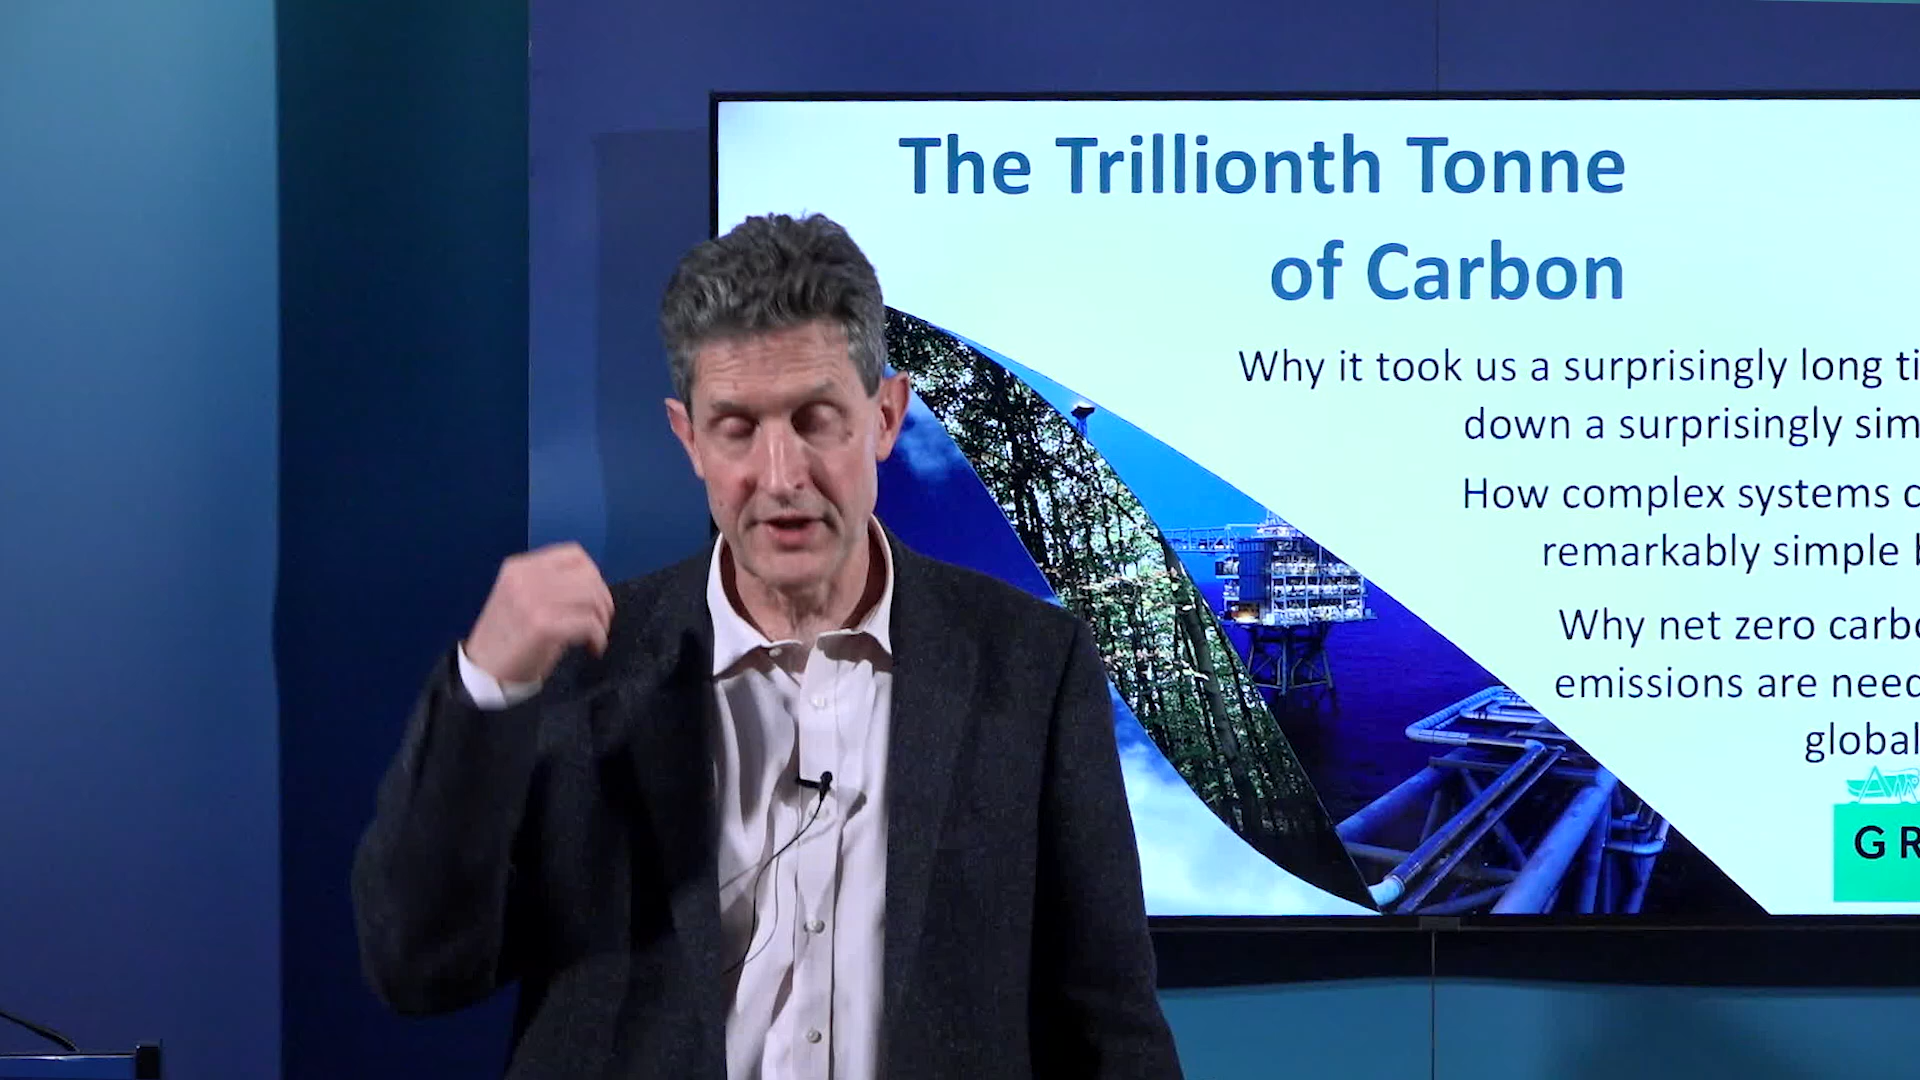 The Trillionth Tonne
of Carbon
Why it took us a surprisingly long
down a surprisingly
How complex systems
remarkably simple
Why net zero
emissions are
global